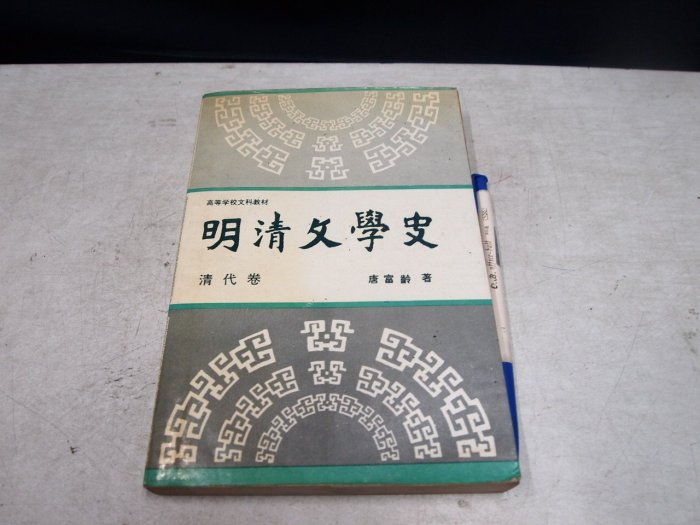 高等学校文科教材
明清文學史
清代卷
唐富齡 著